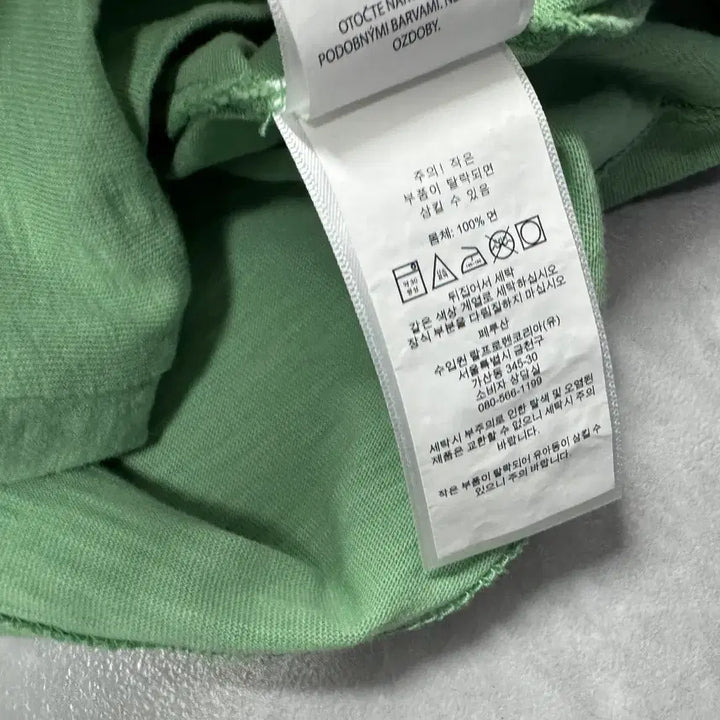 OTOČTE
PODOBNÝMI BARVAMI.
OZDOBY.
주의! 작은
부품이 탈락되면
삼킬 수 있음
몸체: 100% 면
약 30
중성
뒤집어서 세탁
같은 색상 계열로 세탁하십시오
장식 부분을 다림질하지 마십시오
페루산
수입원 랄프로렌코리아(유)
서울특별시 금천구
가산동 345-30
소비자 상담실
080-566-1199
세탁시 부주의로 인한 탈색 및 오염된
제품은 교환할 수 없으니 세탁시 주의
바랍니다.
작은 부품이 탈락되어 유아동이 삼킬 수
있으니 주의 바랍니다.